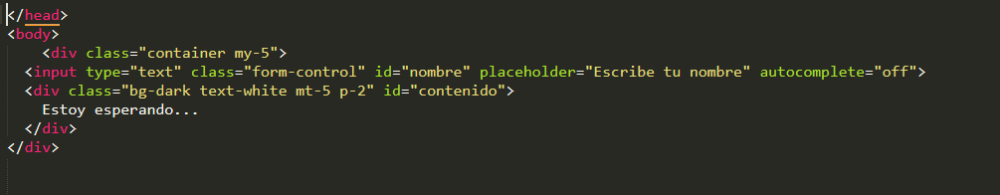 </head>
<body>
<div class="container my-5">
<input type="text" class="form-control" id="nombre" placeholder="Escribe tu nombre" autocomplete="off">
<div class="bg-dark text-white mt-5 p-2" id="contenido">
Estoy esperando...
</div>
</div>